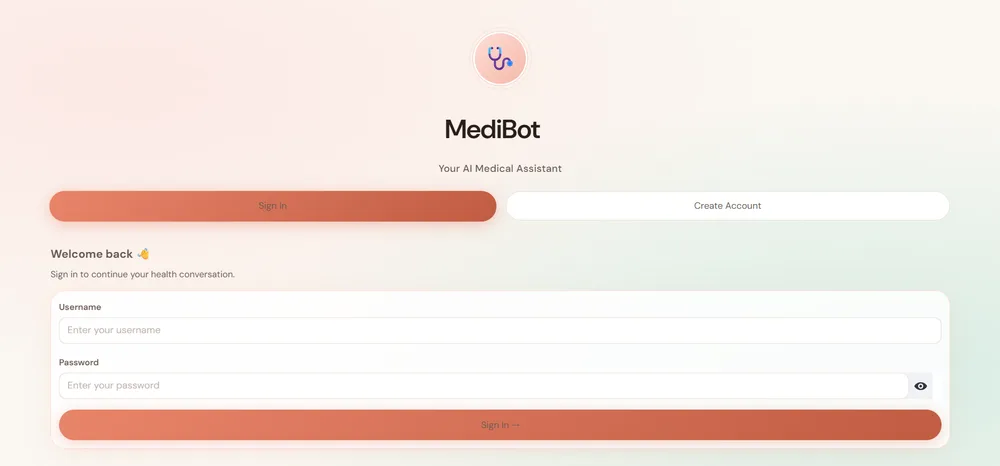 MediBot
Your AI Medical Assistant
Sign In
Create Account
Welcome back 👋
Sign in to continue your health conversation.
Username
Enter your username
Password
Enter your password
Sign in →